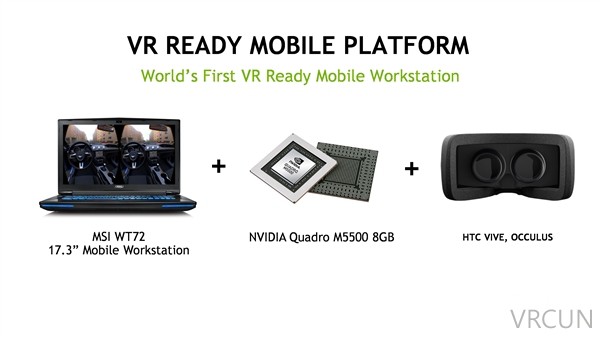 VR READY MOBILE PLATFORM
World's First VR Ready Mobile Workstation
+
+
MSI WT72
17.3” Mobile Workstation
NVIDIA Quadro M5500 8GB
HTC VIVE, OCCULUS
VRCUN